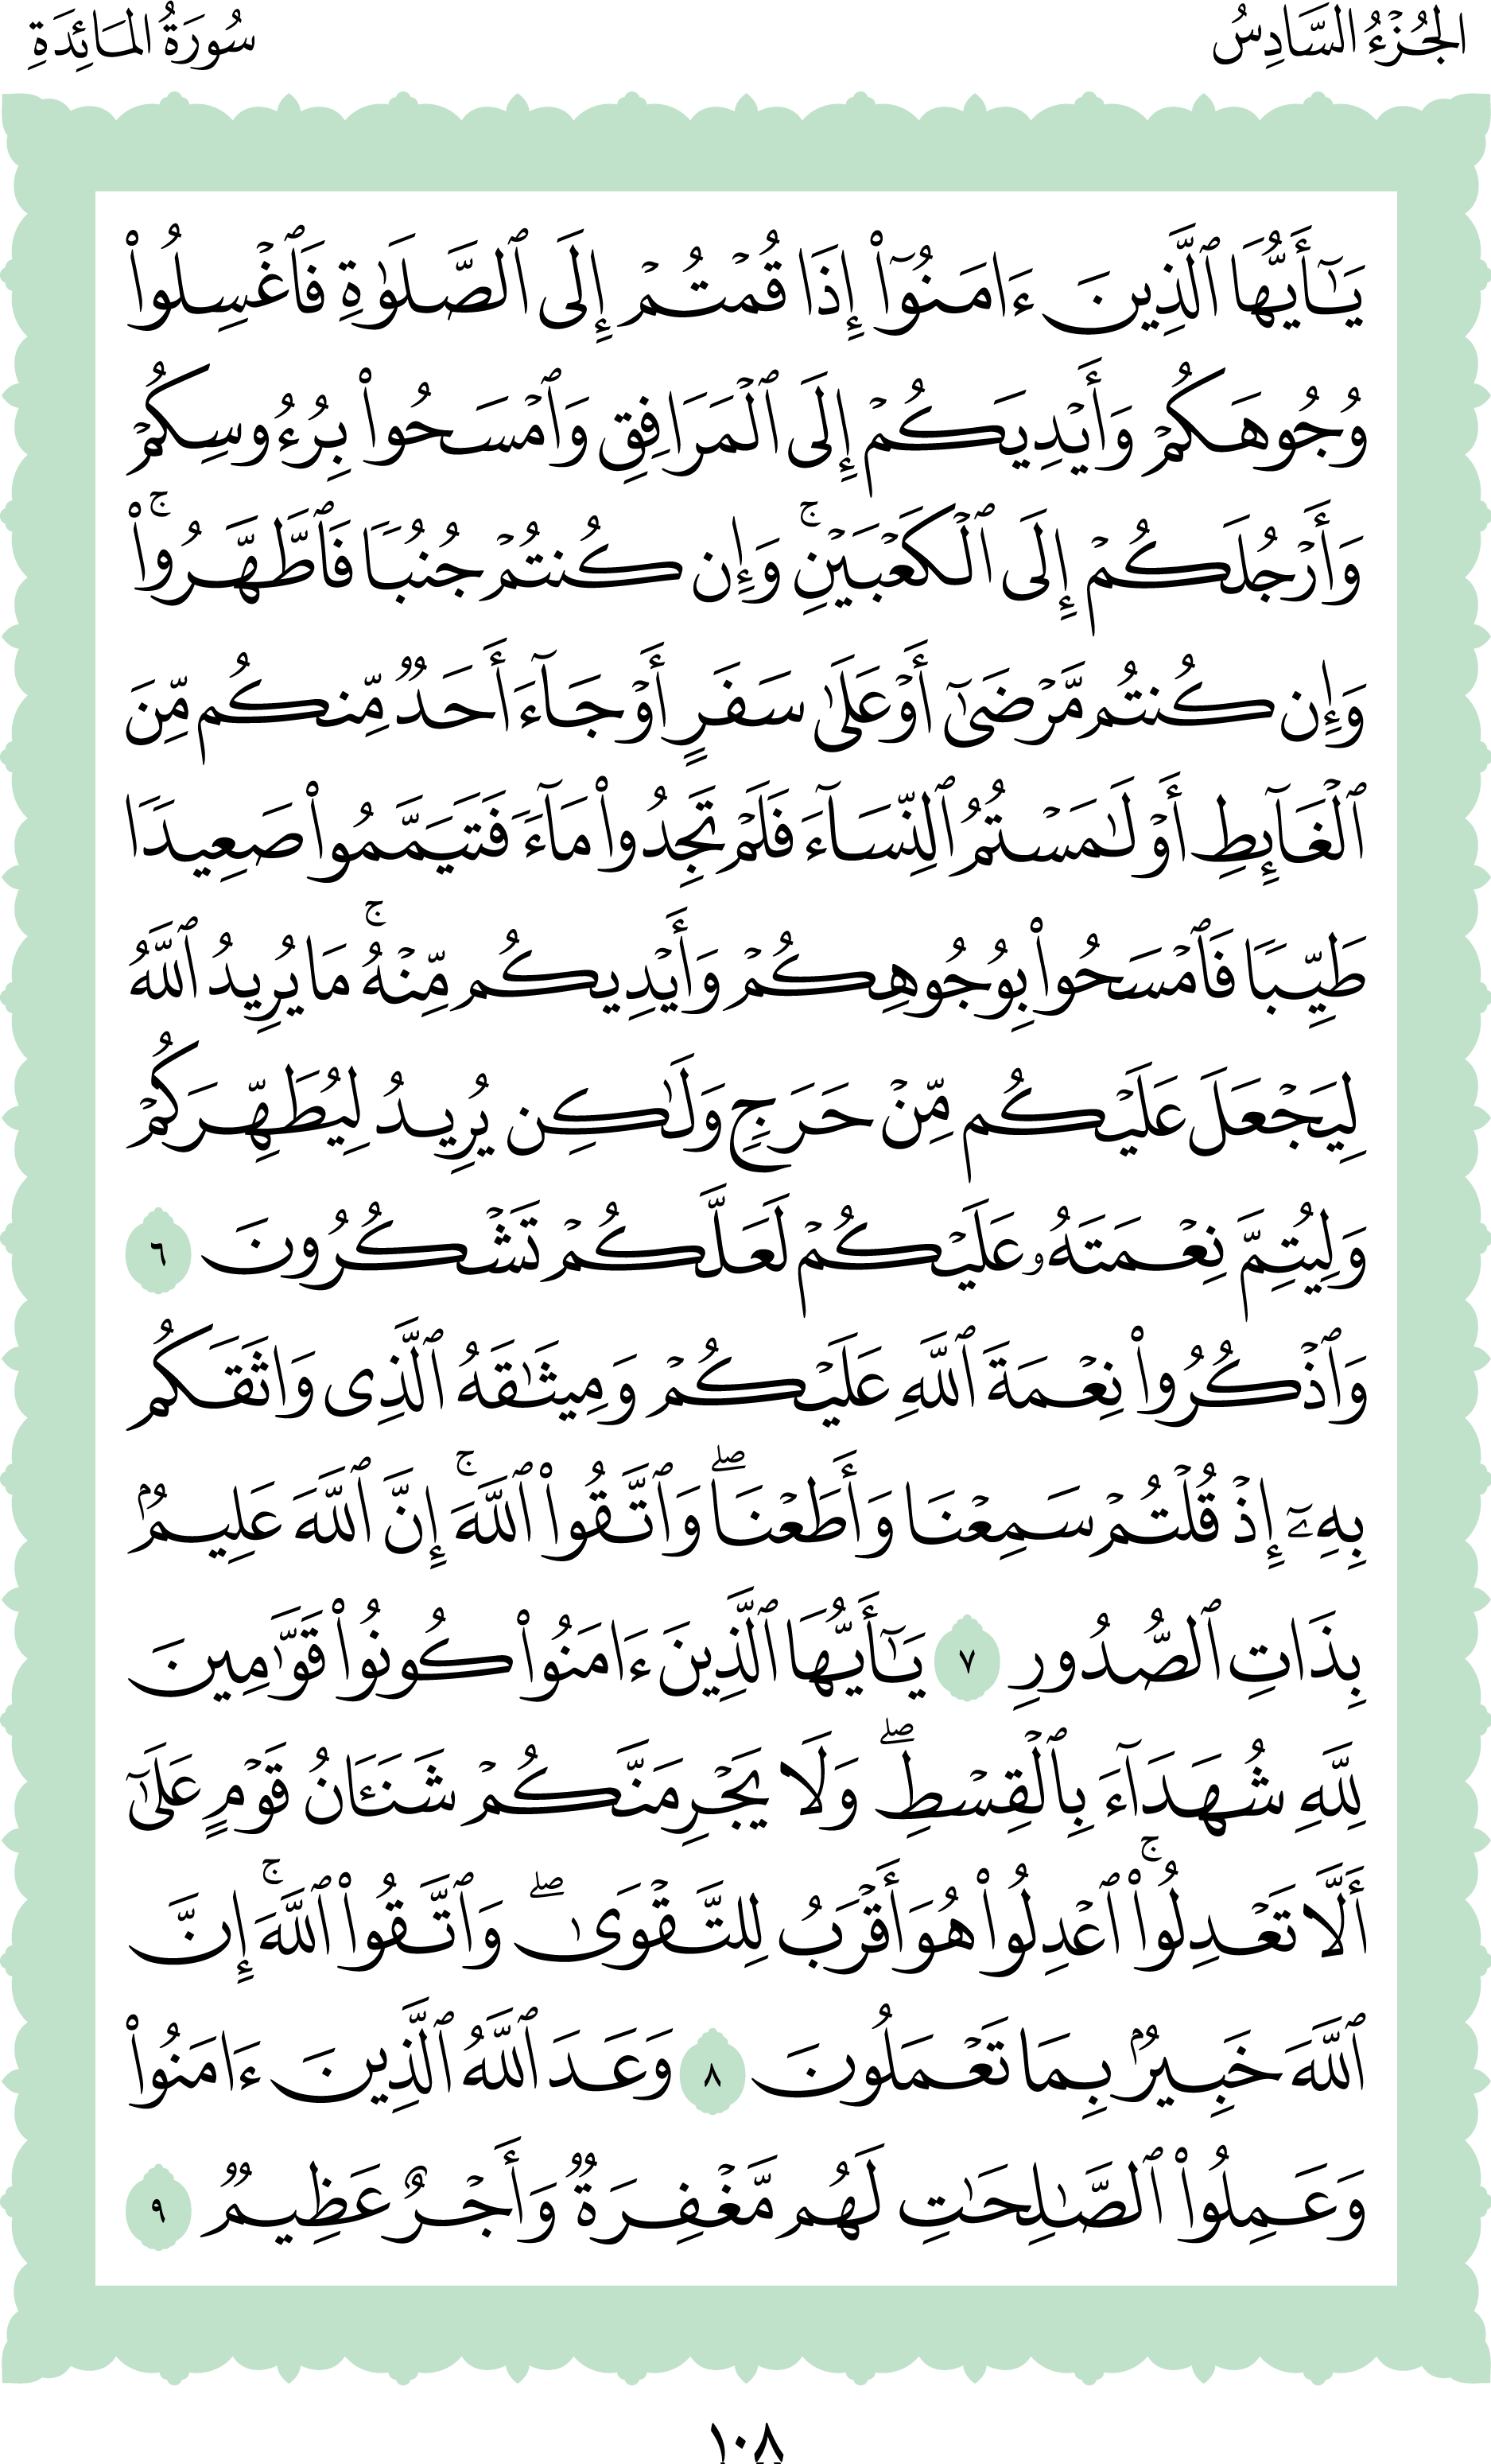 الجُزْءُ السَّادِسُ
سُورَةُ المَائِدَةِ
يَٰٓأَيُّهَا ٱلَّذِينَ ءَامَنُوٓا۟ إِذَا قُمْتُمْ إِلَى ٱلصَّلَوٰةِ فَٱغْسِلُوا۟
وُجُوهَكُمْ وَأَيْدِيَكُمْ إِلَى ٱلْمَرَافِقِ وَٱمْسَحُوا۟ بِرُءُوسِكُمْ
وَأَرْجُلَكُمْ إِلَى ٱلْكَعْبَيْنِ ۚ وَإِن كُنتُمْ جُنُبًا فَٱطَّهَّرُوا۟ ۚ
وَإِن كُنتُم مَّرْضَىٰٓ أَوْ عَلَىٰ سَفَرٍ أَوْ جَآءَ أَحَدٌ مِّنكُم مِّنَ
ٱلْغَآئِطِ أَوْ لَٰمَسْتُمُ ٱلنِّسَآءَ فَلَمْ تَجِدُوا۟ مَآءً فَتَيَمَّمُوا۟ صَعِيدًا
طَيِّبًا فَٱمْسَحُوا۟ بِوُجُوهِكُمْ وَأَيْدِيكُم مِّنْهُ ۚ مَا يُرِيدُ ٱللَّهُ
لِيَجْعَلَ عَلَيْكُم مِّنْ حَرَجٍ وَلَٰكِن يُرِيدُ لِيُطَهِّرَكُمْ
وَلِيُتِمَّ نِعْمَتَهُۥ عَلَيْكُمْ لَعَلَّكُمْ تَشْكُرُونَ ٦
وَٱذْكُرُوا۟ نِعْمَةَ ٱللَّهِ عَلَيْكُمْ وَمِيثَٰقَهُ ٱلَّذِى وَاثَقَكُم
بِهِۦٓ إِذْ قُلْتُمْ سَمِعْنَا وَأَطَعْنَا ۖ وَٱتَّقُوا۟ ٱللَّهَ ۚ إِنَّ ٱللَّهَ عَلِيمٌۢ
بِذَاتِ ٱلصُّدُورِ ٧ يَٰٓأَيُّهَا ٱلَّذِينَ ءَامَنُوا۟ كُونُوا۟ قَوَّٰمِينَ
لِلَّهِ شُهَدَآءَ بِٱلْقِسْطِ ۖ وَلَا يَجْرِمَنَّكُمْ شَنَـَٔانُ قَوْمٍ عَلَىٰٓ
أَلَّا تَعْدِلُوا۟ ۚ ٱعْدِلُوا۟ هُوَ أَقْرَبُ لِلتَّقْوَىٰ ۖ وَٱتَّقُوا۟ ٱللَّهَ ۚ إِنَّ
ٱللَّهَ خَبِيرٌۢ بِمَا تَعْمَلُونَ ٨ وَعَدَ ٱللَّهُ ٱلَّذِينَ ءَامَنُوا۟
وَعَمِلُوا۟ ٱلصَّٰلِحَٰتِ لَهُم مَّغْفِرَةٌ وَأَجْرٌ عَظِيمٌ ٩
١٠٨